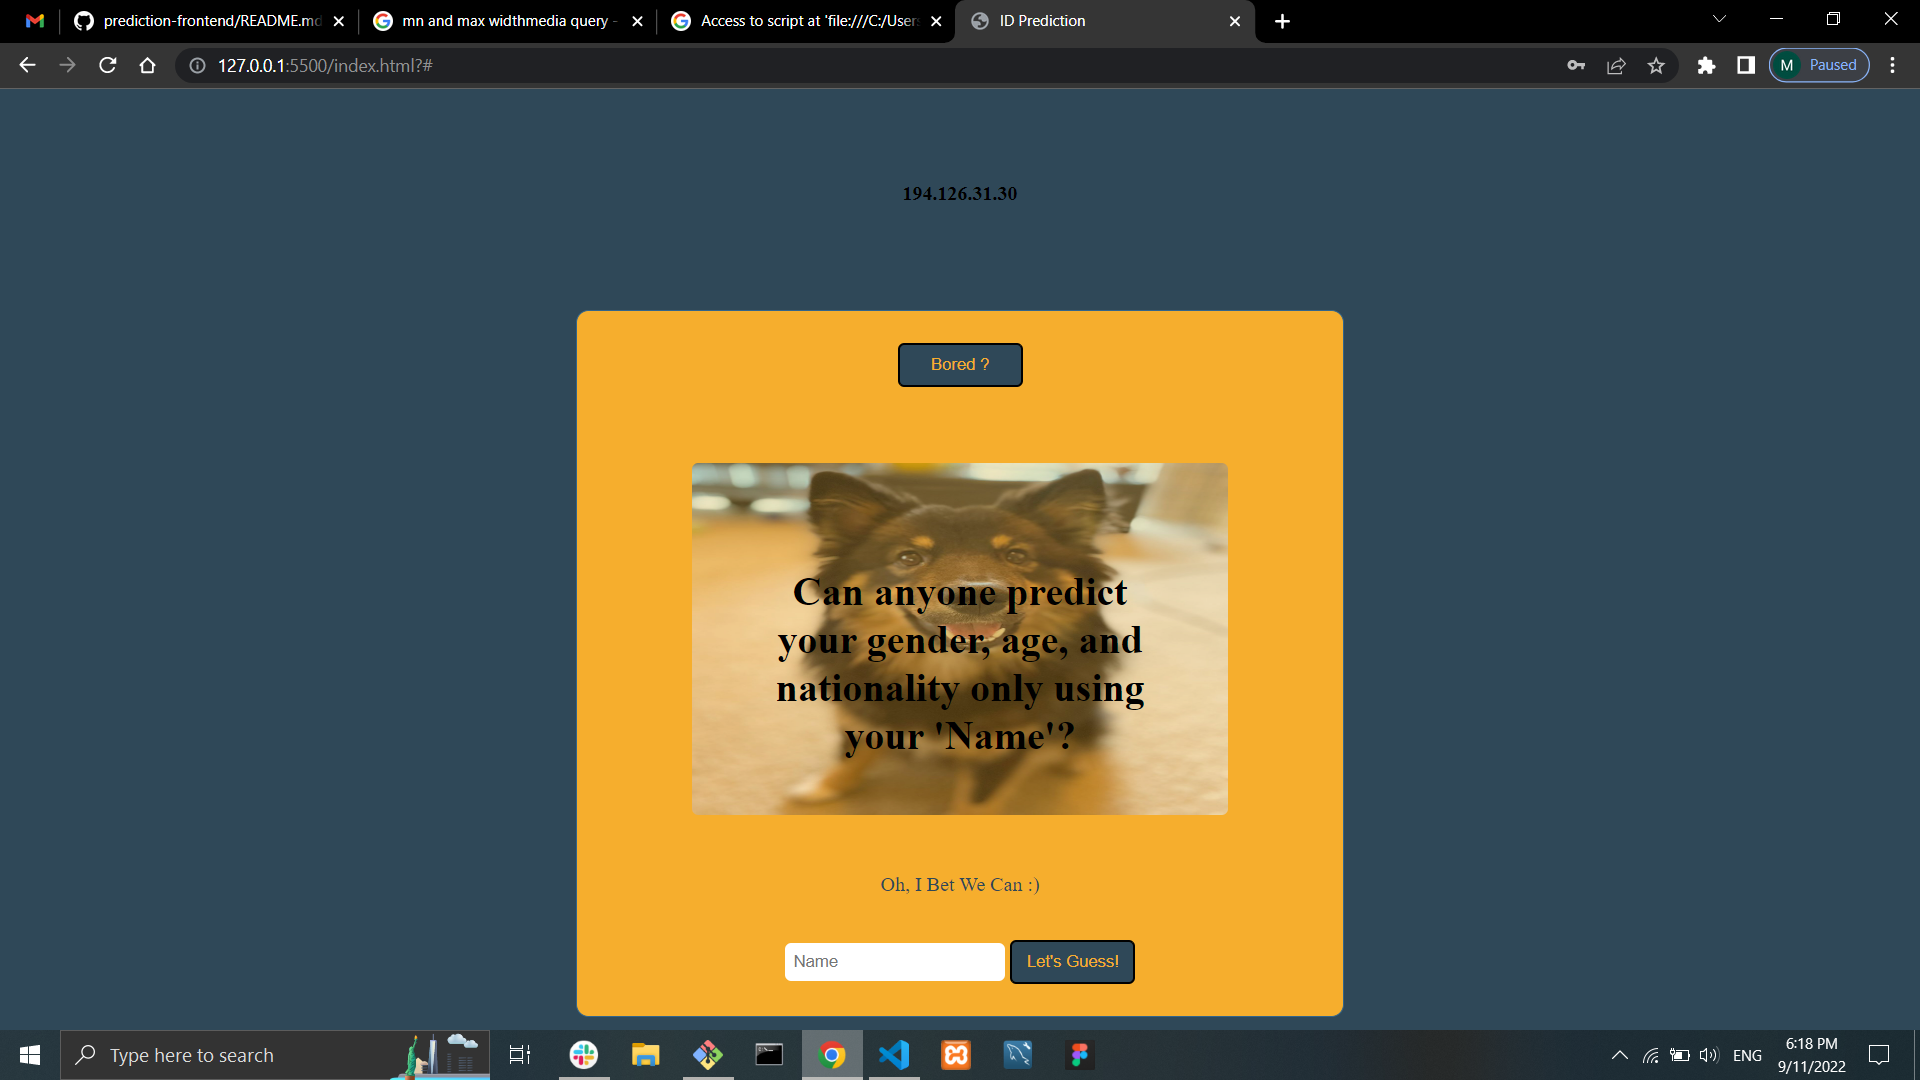 prediction-frontend/README.md
mn and max widthmedia query -
Access to script at 'file:///C:/Users
ID Prediction
127.0.0.1:5500/index.html?#
M Paused
194.126.31.30
Bored ?
Can anyone predict
your gender, age, and
nationality only using
your 'Name'?
Oh, I Bet We Can :)
Name
Let's Guess!
Type here to search
ENG
6:18 PM
9/11/2022